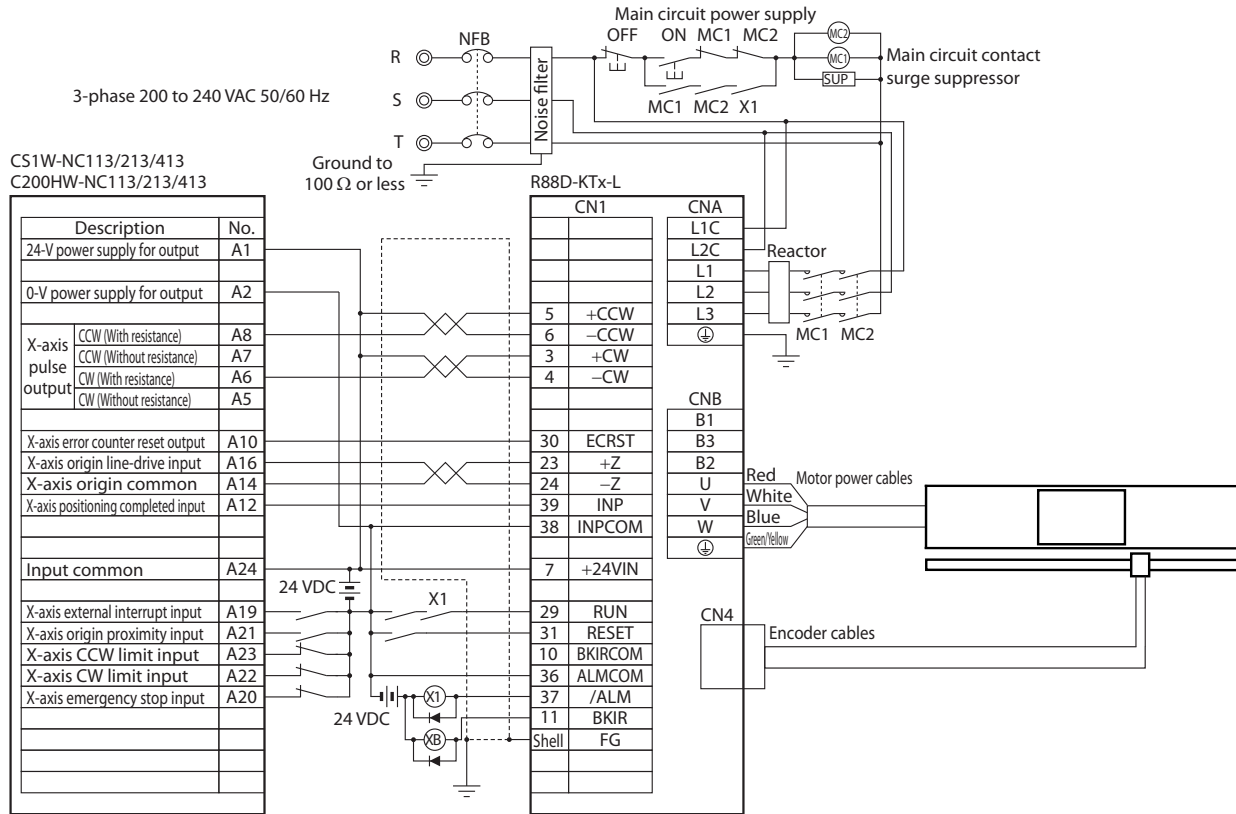 Main circuit power supply
NFB
OFF ON MC1 MC2
MC2
R
MC1
Main circuit contact
SUP
surge suppressor
3-phase 200 to 240 VAC 50/60 Hz
S
Noise filter
MC1 MC2 X1
T
Ground to
100 Ω or less
CS1W-NC113/213/413
C200HW-NC113/213/413
Description No.
24-V power supply for output A1
0-V power supply for output A2
X-axis pulse output
CCW (With resistance) A8
CCW (Without resistance) A7
CW (With resistance) A6
CW (Without resistance) A5
X-axis error counter reset output A10
X-axis origin line-drive input A16
X-axis origin common A14
X-axis positioning completed input A12
Input common A24
X-axis external interrupt input A19
X-axis origin proximity input A21
X-axis CCW limit input A23
X-axis CW limit input A22
X-axis emergency stop input A20
24 VDC
X1
24 VDC
X1
XB
R88D-KTx-L
CN1
5 +CCW
6 −CCW
3 +CW
4 −CW
30 ECRST
23 +Z
24 −Z
39 INP
38 INPCOM
7 +24VIN
29 RUN
31 RESET
10 BKIRCOM
36 ALMCOM
37 /ALM
11 BKIR
Shell FG
CNA
L1C
L2C
L1
L2
L3
Reactor
MC1 MC2
CNB
B1
B3
B2
U
V
W
Red
White
Blue
Green/Yellow
Motor power cables
CN4
Encoder cables